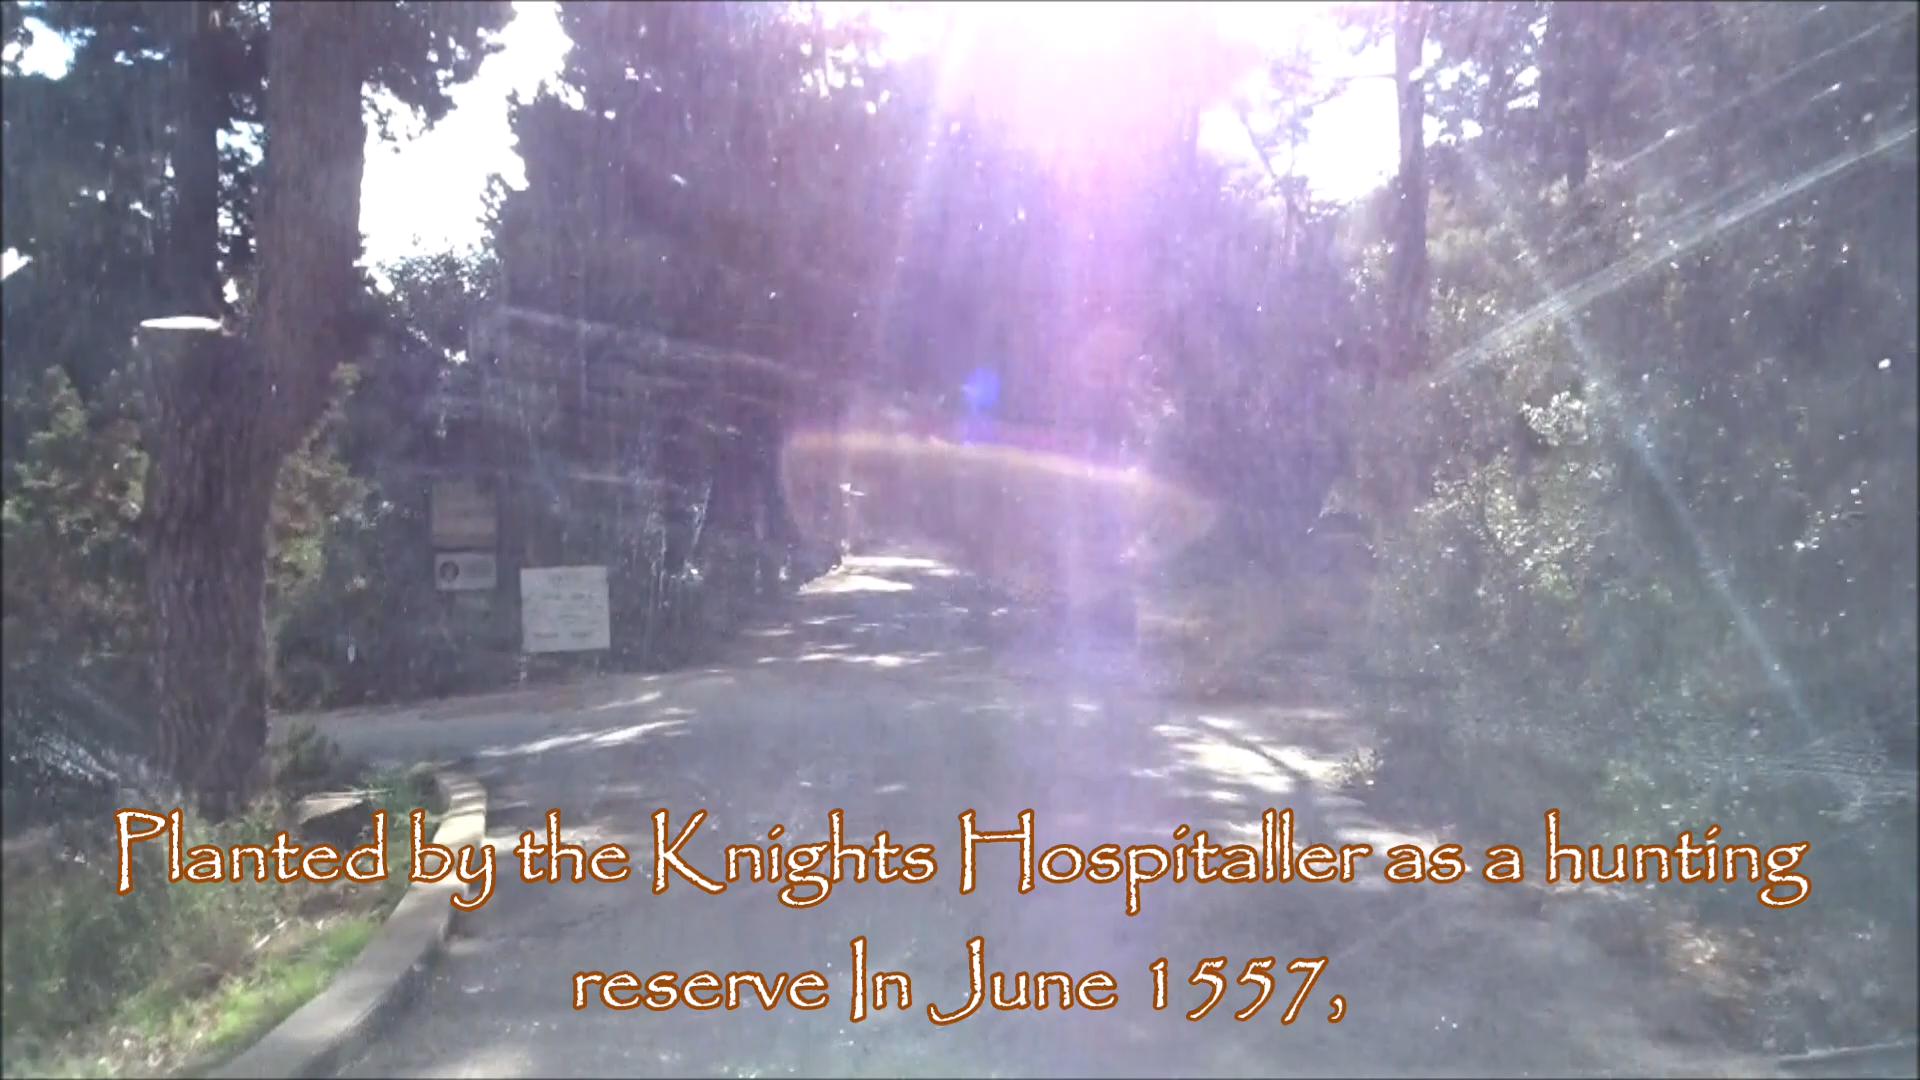 Planted by the Knights Hospitaller as a hunting
reserve In June 1557,